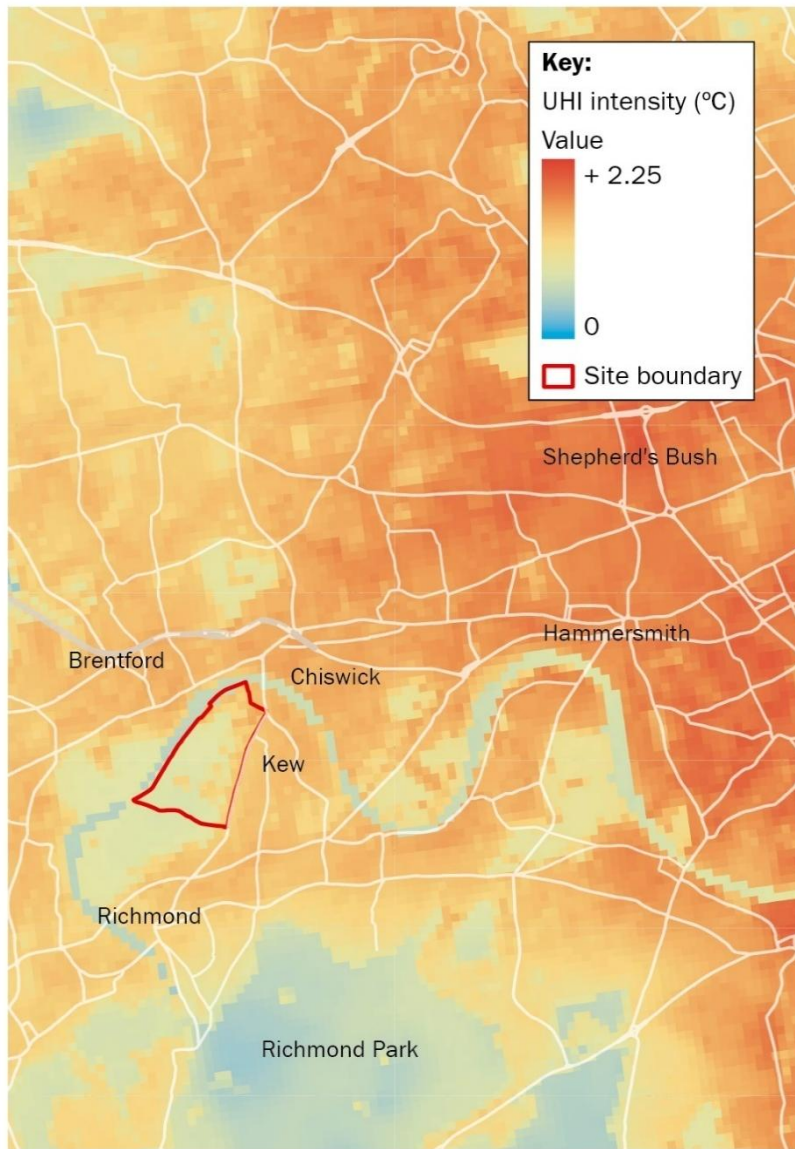 Key:
UHI intensity (ºC)
Value
+ 2.25
0
Site boundary
Shepherd's Bush
Hammersmith
Brentford
Chiswick
Kew
Richmond
Richmond Park